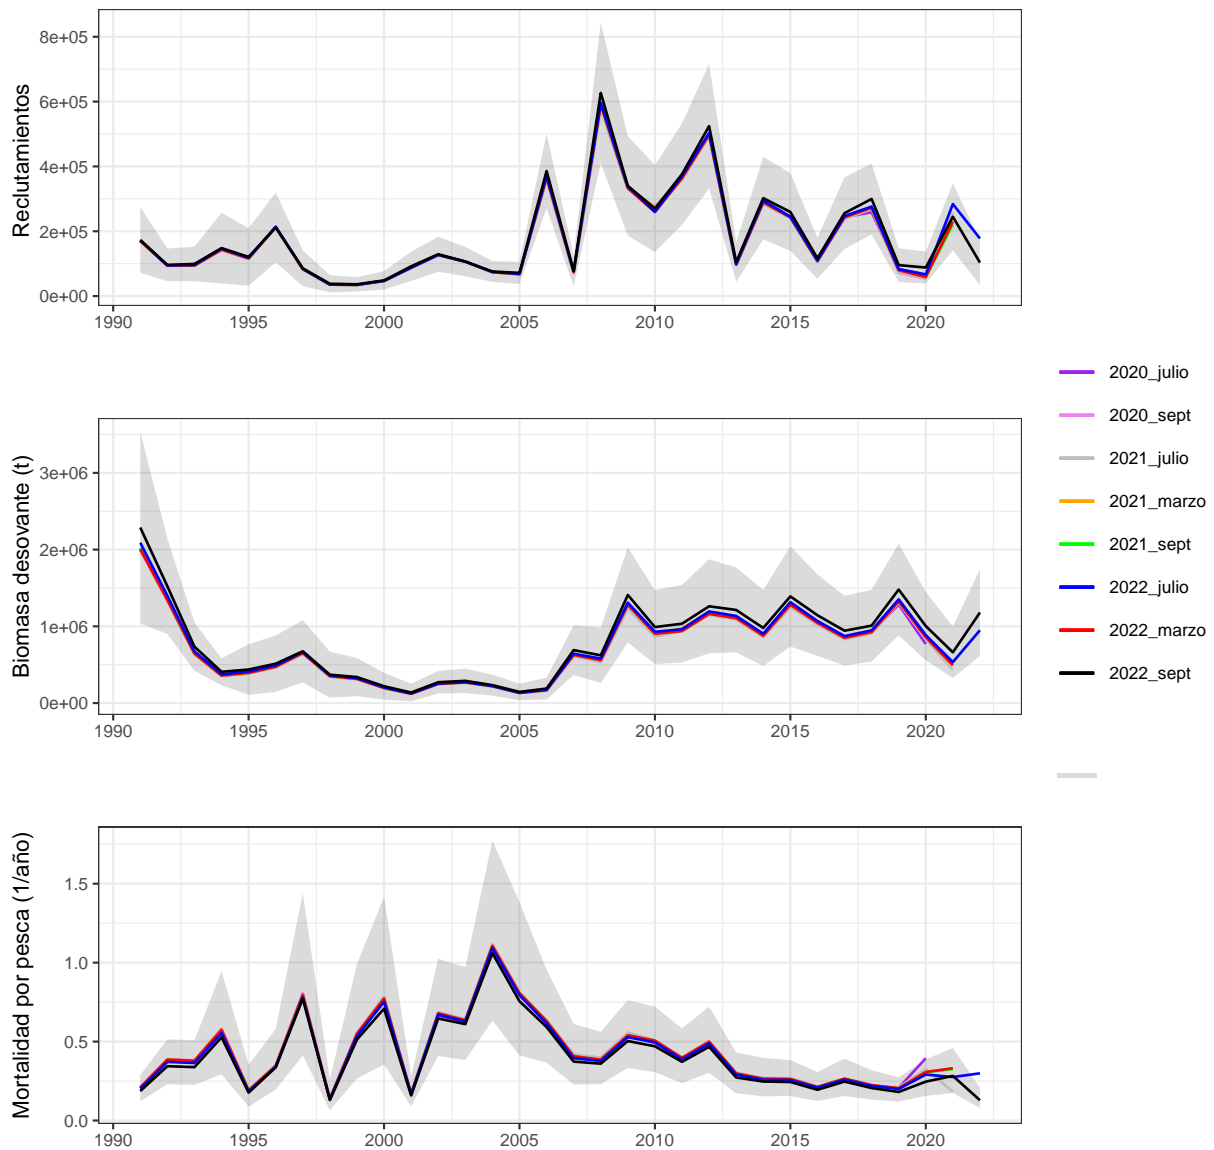 Reclutamientos
8e+05
6e+05
4e+05
2e+05
0e+00
1990 1995 2000 2005 2010 2015 2020
Biomasa desovante (t)
3e+06
2e+06
1e+06
0e+00
1990 1995 2000 2005 2010 2015 2020
2020_julio
2020_sept
2021_julio
2021_marzo
2021_sept
2022_julio
2022_marzo
2022_sept
Mortalidad por pesca (1/año)
1.5
1.0
0.5
0.0
1990 1995 2000 2005 2010 2015 2020